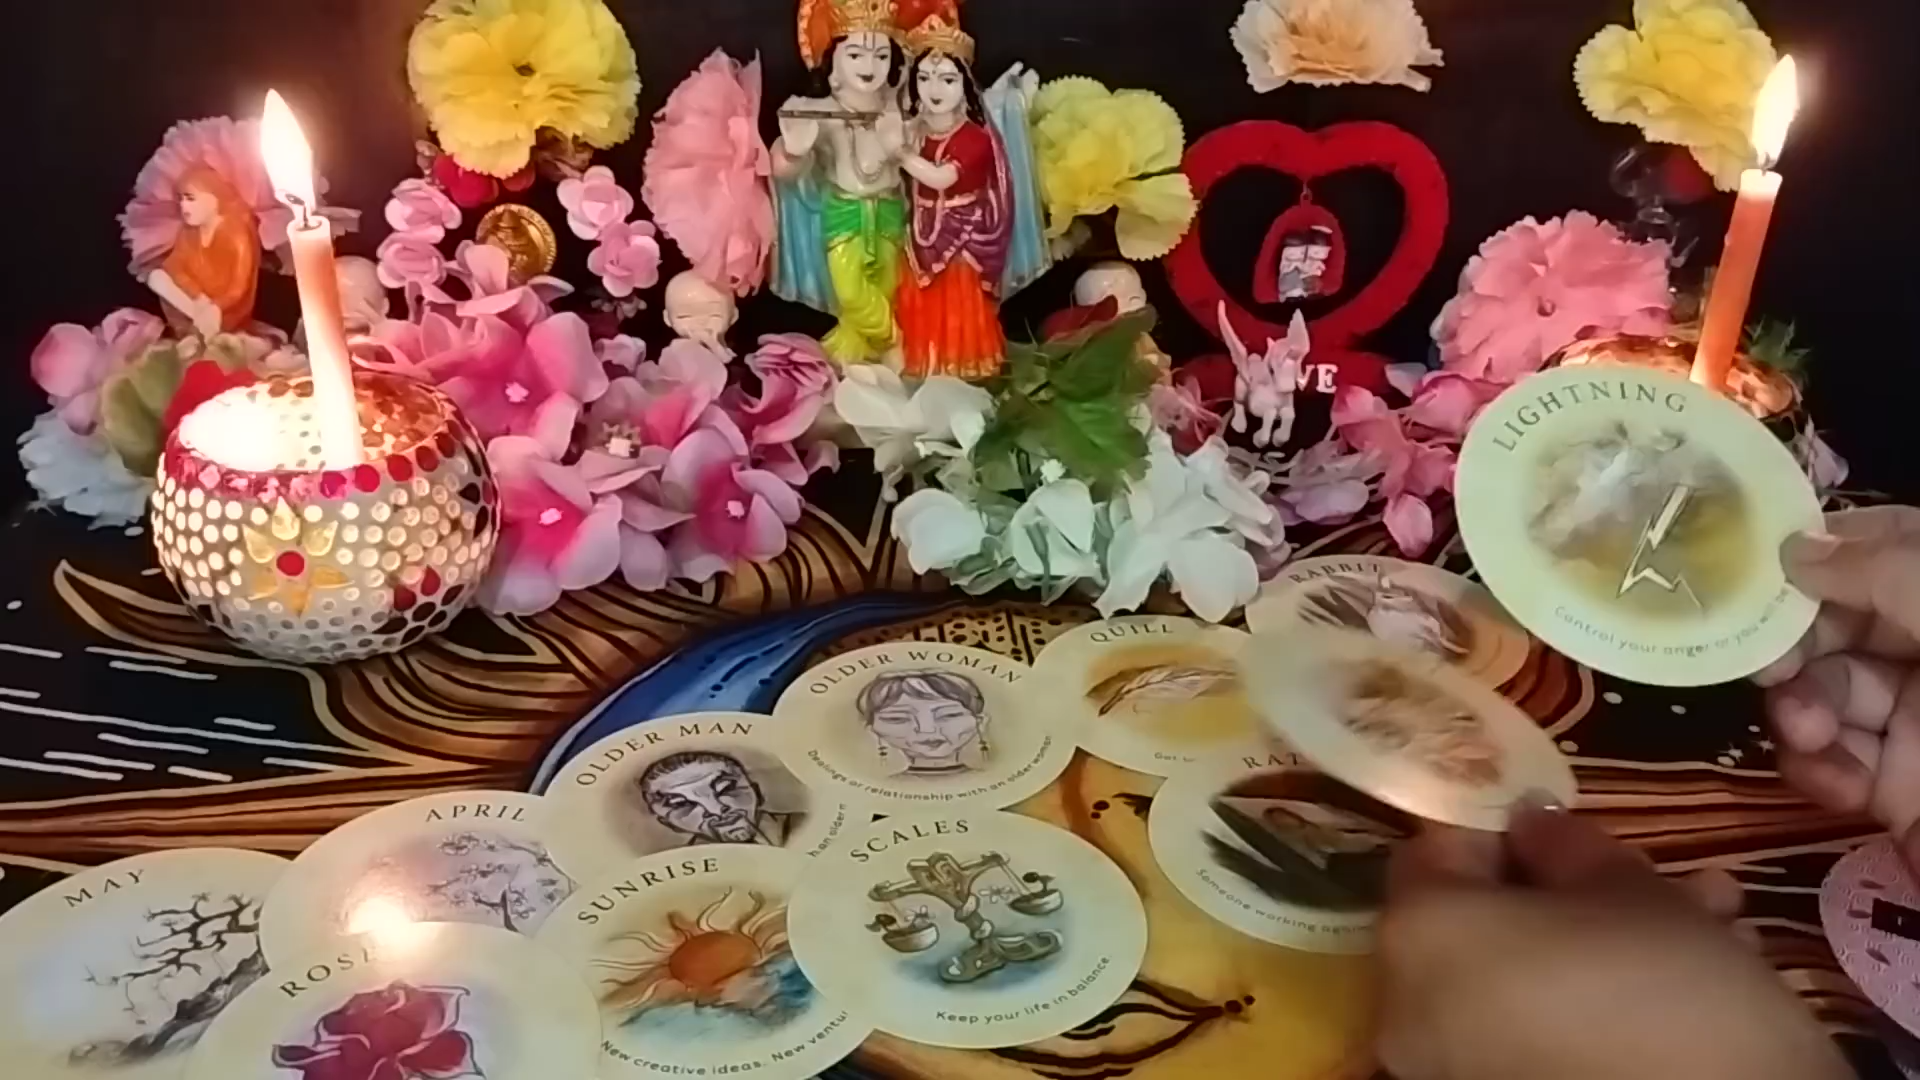 VE
LIGHTNING
Control your anger or you will be
RABBIT
QUILL
OLDER WOMAN
Dealings or relationship with an older woman
OLDER MAN
APRIL
MAY
SCALES
Keep your life in balance.
SUNRISE
New creative ideas. New ventu
Someone working again